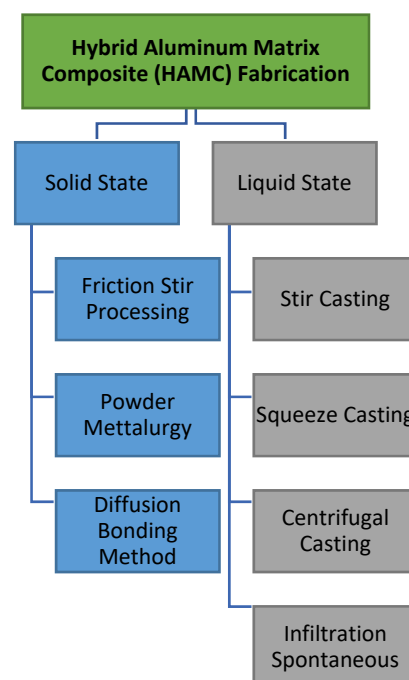 Hybrid Aluminum Matrix
Composite (HAMC) Fabrication
Solid State
Liquid State
Friction Stir
Processing
Stir Casting
Powder
Mettalurgy
Squeeze Casting
Diffusion
Bonding
Method
Centrifugal
Casting
Infiltration
Spontaneous